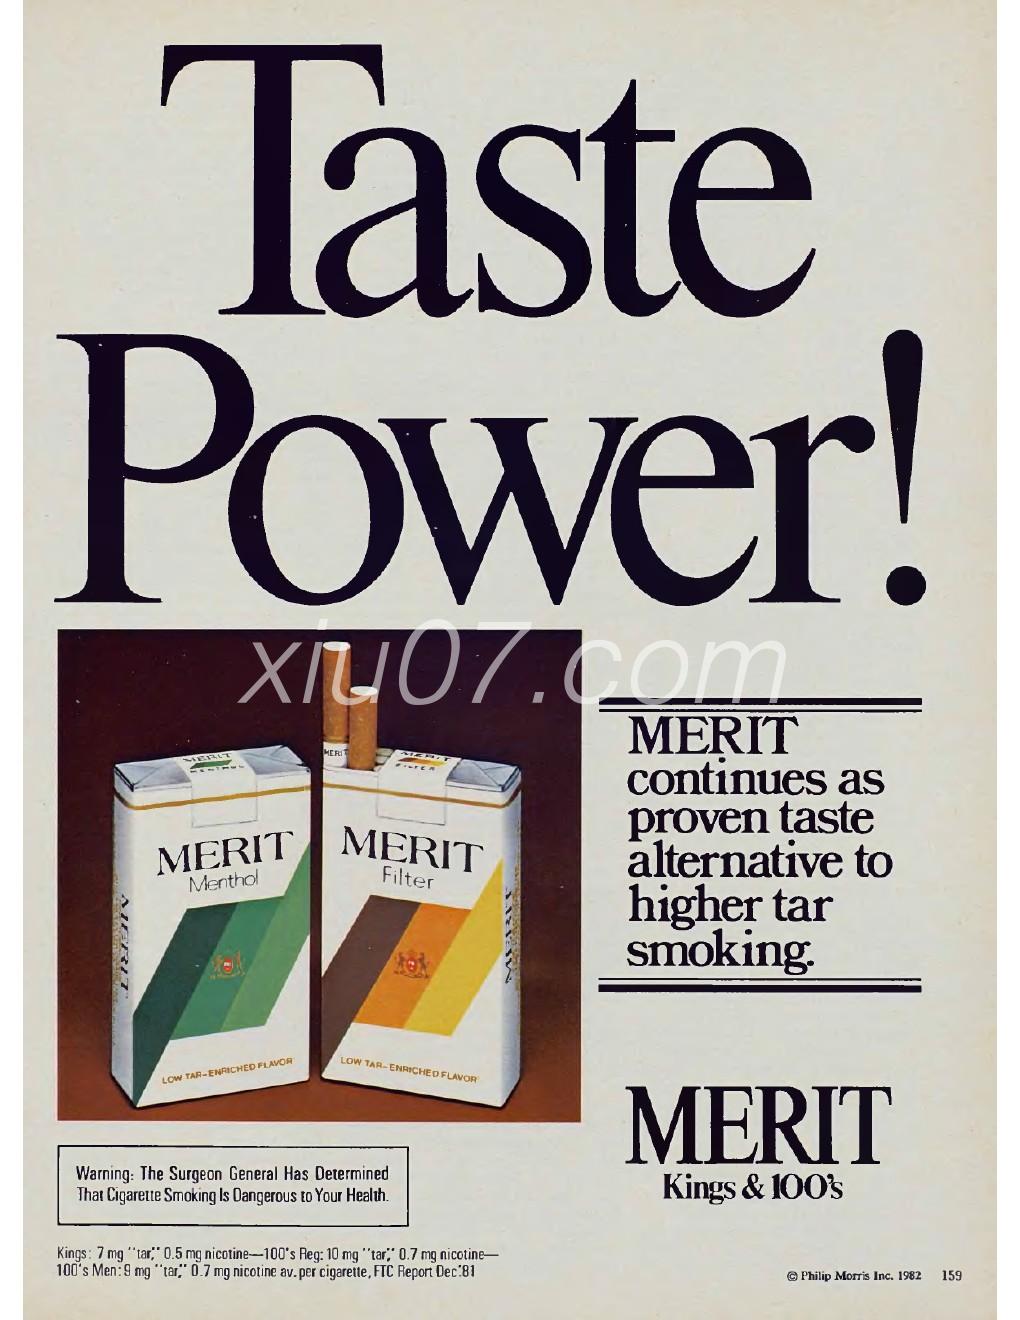 Taste
Power!
xiu07.com
MERIT
MENTHOL
MERIT
MERIT
FILTER
MERIT
Menthol
MERIT
Filter
MERIT
MERIT
LOW TAR-ENRICHED FLAVOR
LOW TAR-ENRICHED FLAVOR
MERIT
continues as
proven taste
alternative to
higher tar
smoking.
MERIT
Kings & 100's
Warning: The Surgeon General Has Determined
That Cigarette Smoking Is Dangerous to Your Health.
Kings: 7 mg "tar," 0.5 mg nicotine—100's Reg: 10 mg "tar," 0.7 mg nicotine—
100's Men: 9 mg "tar," 0.7 mg nicotine av. per cigarette, FTC Report Dec.'81
© Philip Morris Inc. 1982 159